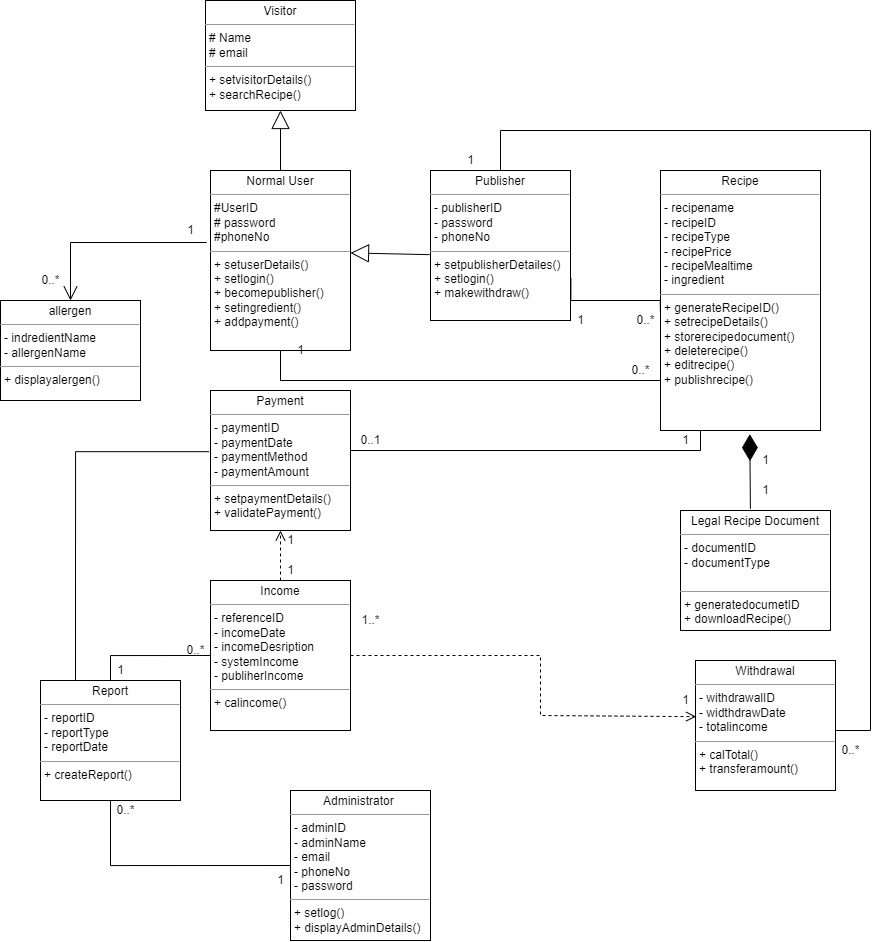 Visitor
# Name
# email
+ setvisitorDetails()
+ searchRecipe()
1
Normal User
#UserID
# password
#phoneNo
+ setuserDetails()
+ setlogin()
+ becomepublisher()
+ setingredient()
+ addpayment()
1
Publisher
- publisherID
- password
- phoneNo
+ setpublisherDetailes()
+ setlogin()
+ makewithdraw()
1
0..*
Recipe
- recipename
- recipeID
- recipeType
- recipePrice
- recipeMealtime
- ingredient
+ generateRecipeID()
+ setrecipeDetails()
+ storerecipedocument()
+ deleterecipe()
+ editrecipe()
+ publishrecipe()
1
0..*
allergen
- indredientName
- allergenName
+ displayalergen()
0..*
Payment
- paymentID
- paymentDate
- paymentMethod
- paymentAmount
+ setpaymentDetails()
+ validatePayment()
0..1
1
1
1
Legal Recipe Document
- documentID
- documentType
+ generatedocumetID
+ downloadRecipe()
1
1
Income
- referenceID
- incomeDate
- incomeDesription
- systemIncome
- publiherIncome
+ calincome()
1..*
0..*
1
Report
- reportID
- reportType
- reportDate
+ createReport()
0..*
Withdrawal
- withdrawalID
- widthdrawDate
- totalincome
+ calTotal()
+ transferamount()
1
0..*
Administrator
- adminID
- adminName
- email
- phoneNo
- password
+ setlog()
+ displayAdminDetails()
1